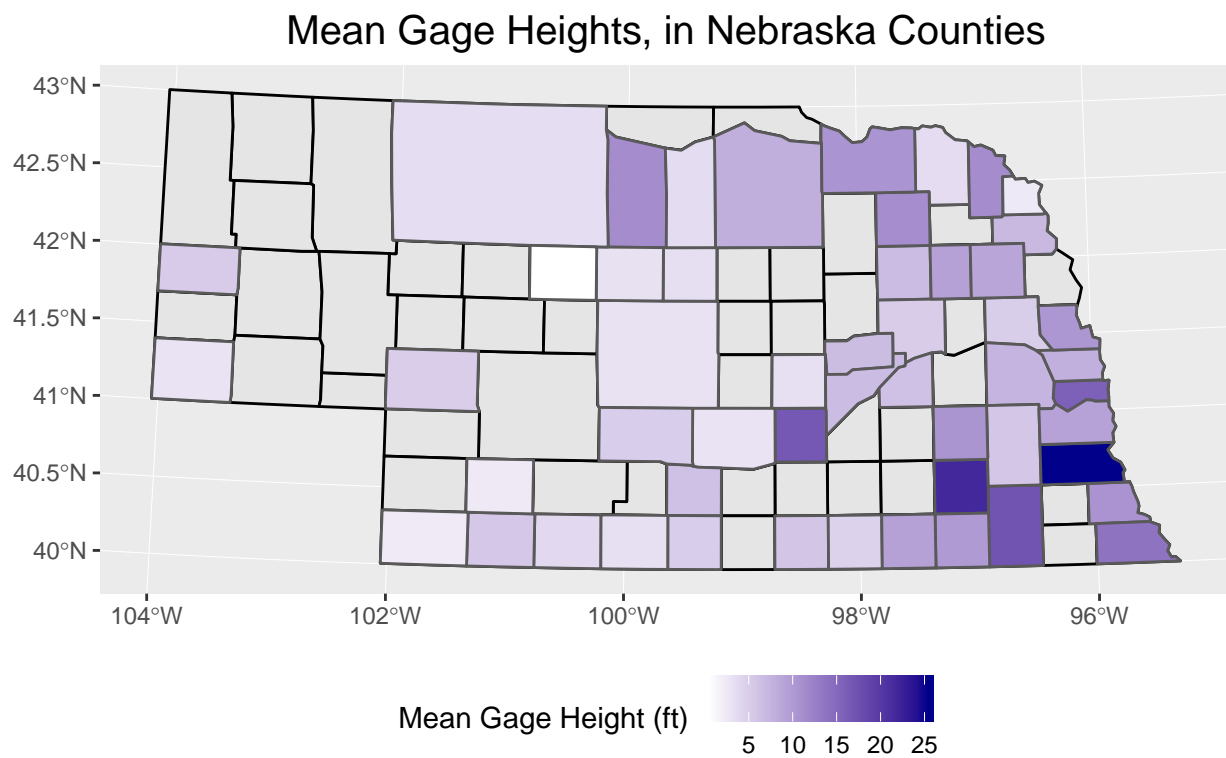 Mean Gage Heights, in Nebraska Counties
43°N
42.5°N
42°N
41.5°N
41°N
40.5°N
40°N
104°W 102°W 100°W 98°W 96°W
Mean Gage Height (ft)
5 10 15 20 25